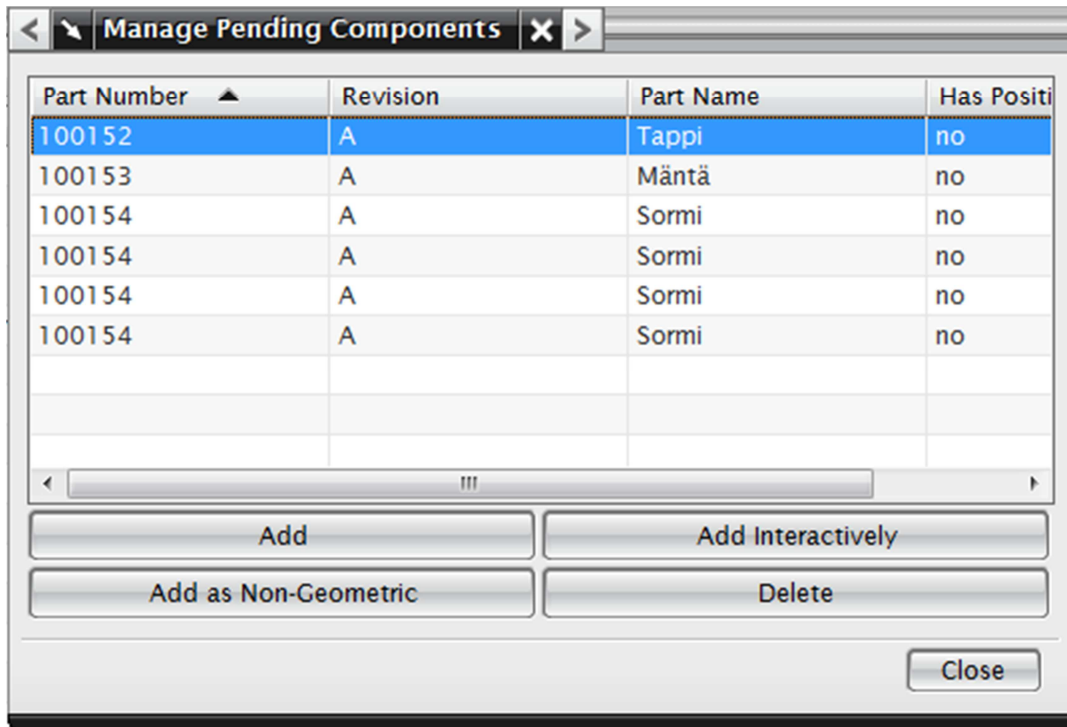 Manage Pending Components
Part Number Revision Part Name Has Positi
100152 A Tappi no
100153 A Mäntä no
100154 A Sormi no
100154 A Sormi no
100154 A Sormi no
100154 A Sormi no
Add Add Interactively
Add as Non-Geometric Delete
Close